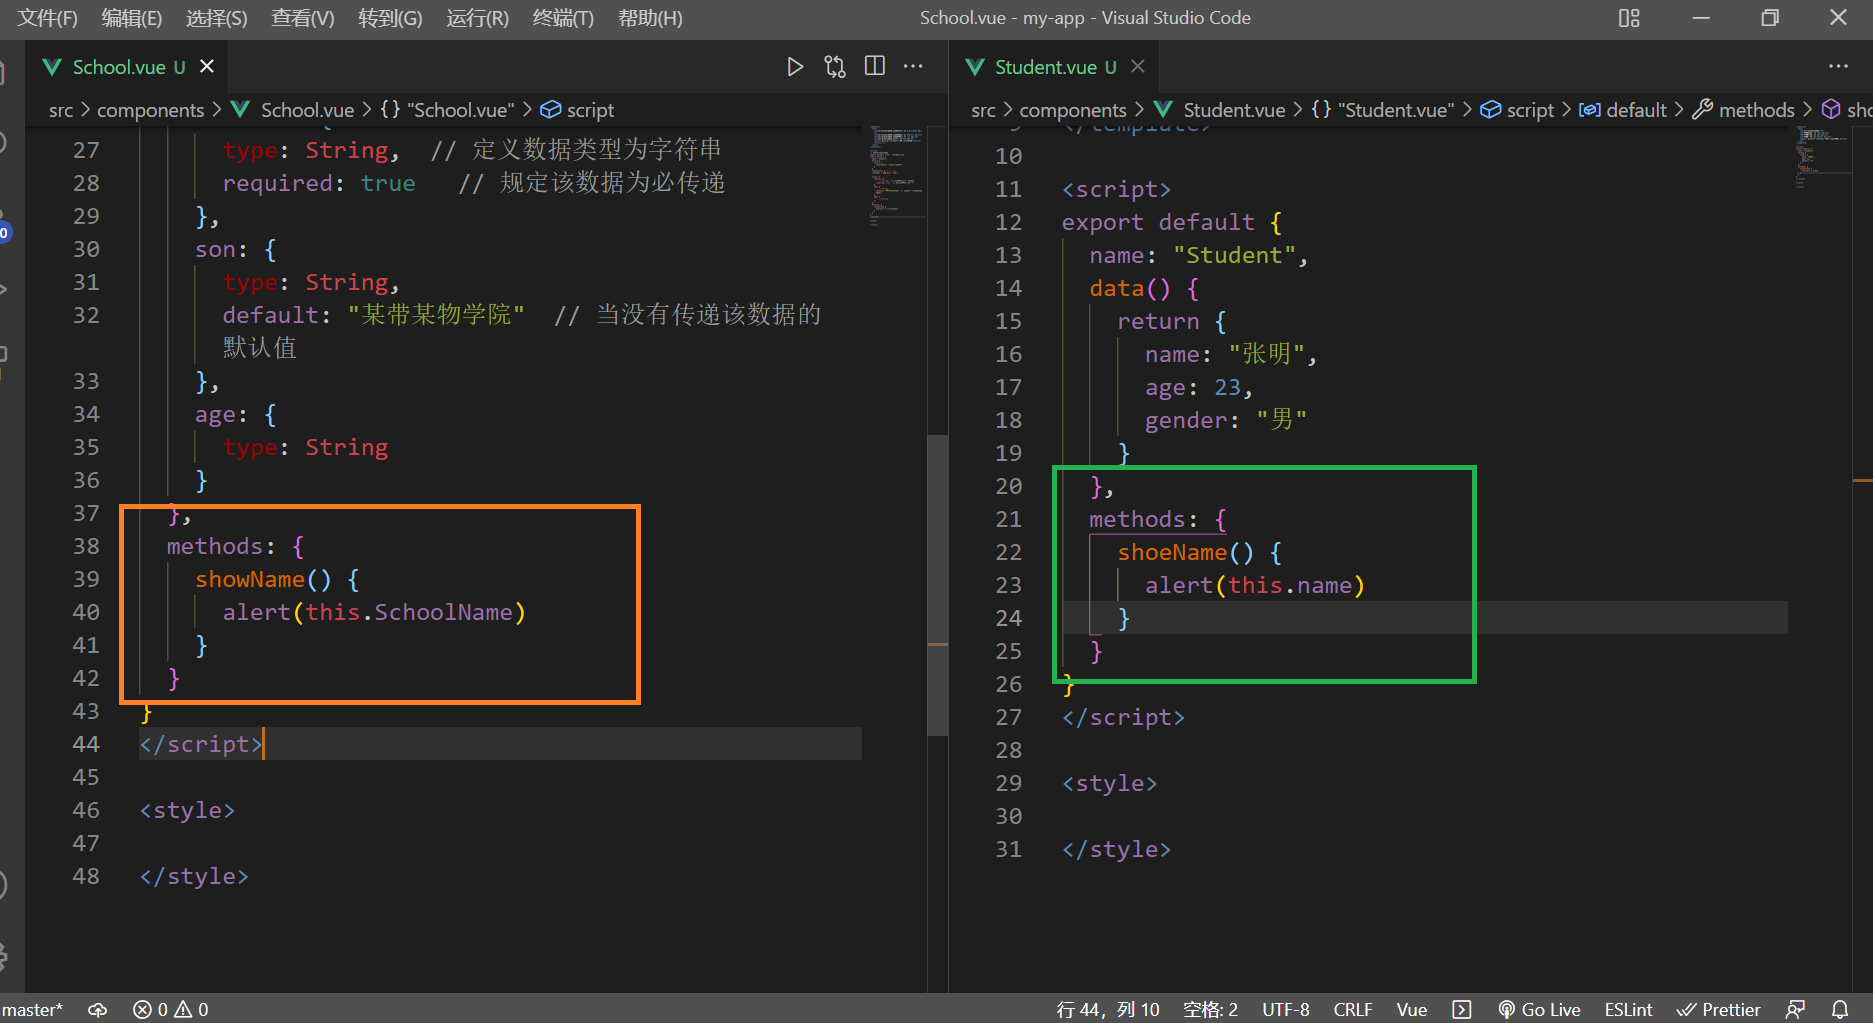 文件(F) 编辑(E) 选择(S) 查看(V) 转到(G) 运行(R) 终端(T) 帮助(H) School.vue - my-app - Visual Studio Code
School.vue U
src > components > School.vue > {} "School.vue" > script
27 type: String, // 定义数据类型为字符串
28 required: true // 规定该数据为必传递
29 },
30 son: {
31 type: String,
32 default: "某带某物学院" // 当没有传递该数据的
默认值
33 },
34 age: {
35 type: String
36 }
37 },
38 methods: {
39 showName() {
40 alert(this.SchoolName)
41 }
42 }
43 }
44 </script>
45
46 <style>
47
48 </style>
Student.vue U
src > components > Student.vue > {} "Student.vue" > script > default > methods > sho
9 </template>
10
11 <script>
12 export default {
13 name: "Student",
14 data() {
15 return {
16 name: "张明",
17 age: 23,
18 gender: "男"
19 }
20 },
21 methods: {
22 shoeName() {
23 alert(this.name)
24 }
25 }
26 }
27 </script>
28
29 <style>
30
31 </style>
master* 0 0 行 44，列 10 空格: 2 UTF-8 CRLF Vue Go Live ESLint Prettier